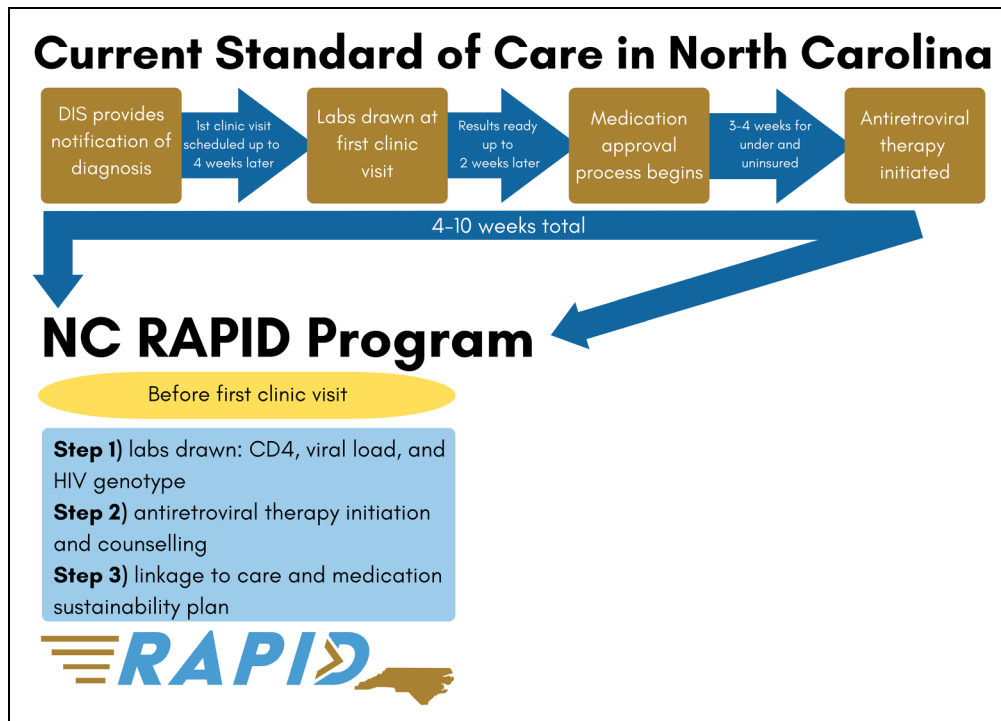 Current Standard of Care in North Carolina
DIS provides
notification of
diagnosis
1st clinic visit
scheduled up to
4 weeks later
Labs drawn at
first clinic
visit
Results ready
up to
2 weeks later
Medication
approval
process begins
3-4 weeks for
under and
uninsured
Antiretroviral
therapy
initiated
4-10 weeks total
NC RAPID Program
Before first clinic visit
Step 1) labs drawn: CD4, viral load, and
HIV genotype
Step 2) antiretroviral therapy initiation
and counselling
Step 3) linkage to care and medication
sustainability plan
RAPID